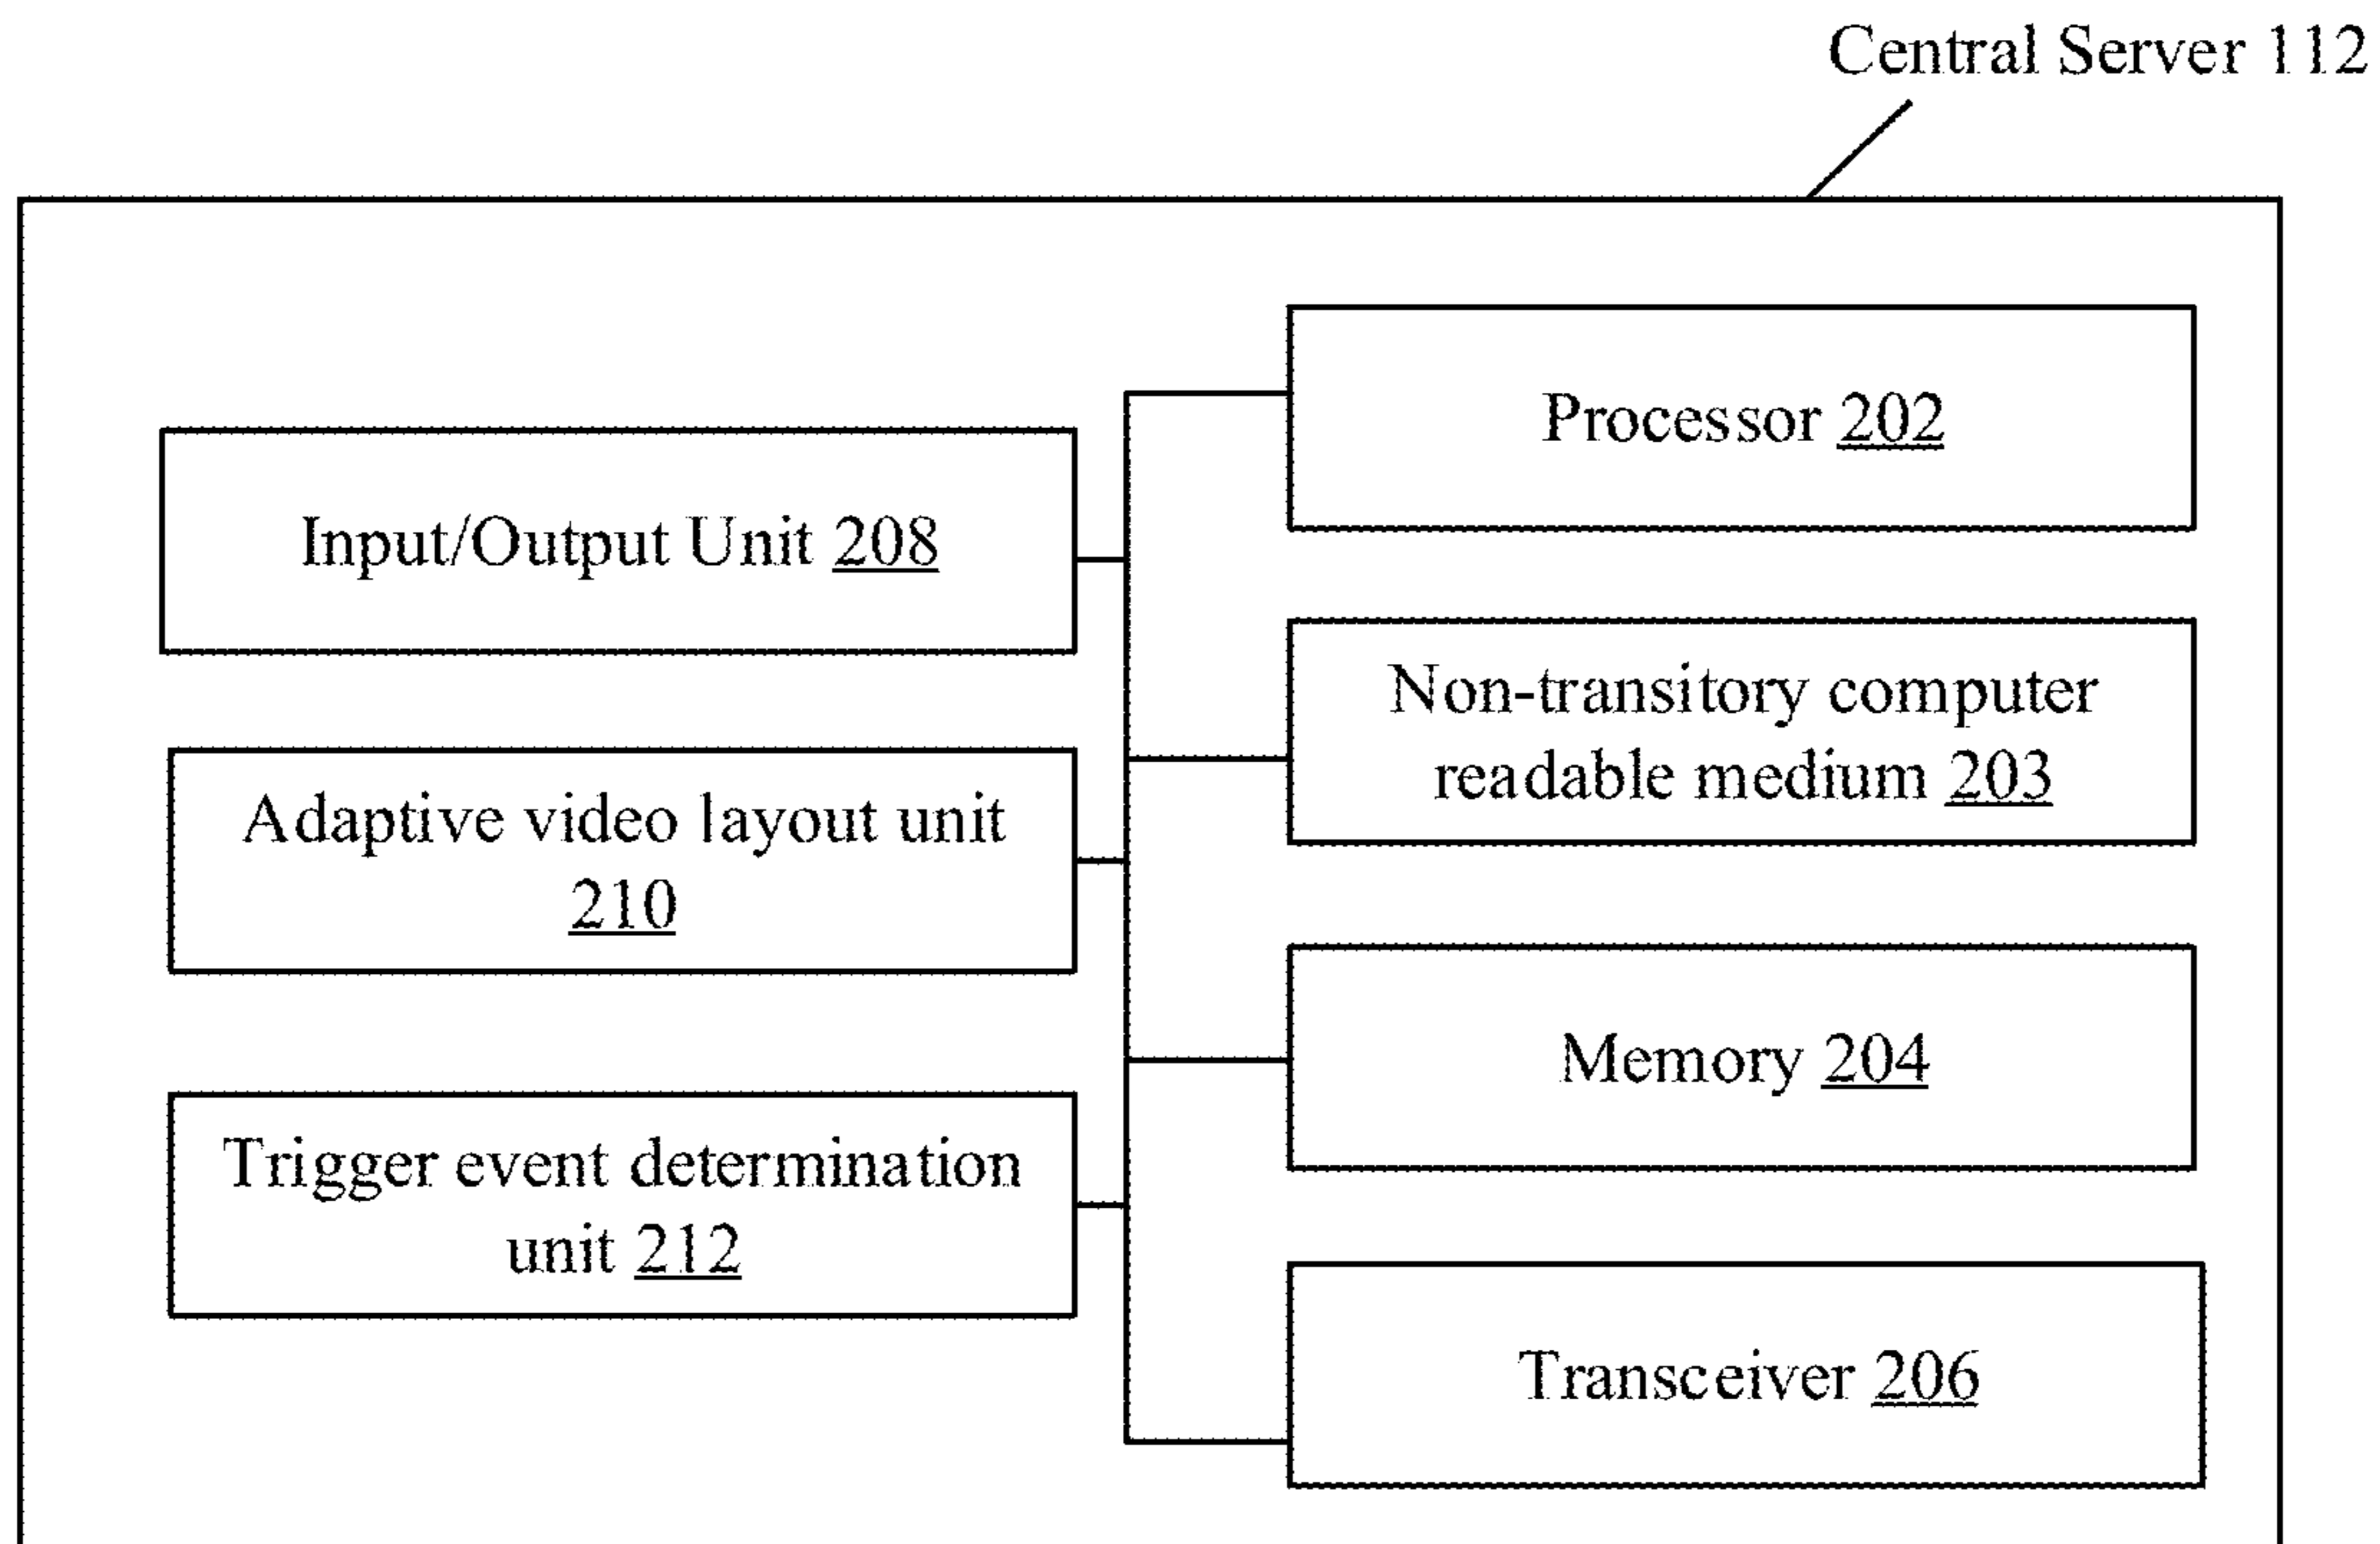 Central Server 112
Processor 202
Input/Output Unit 208
Non-transitory computer
readable medium 203
Adaptive video layout unit
210
Memory 204
Trigger event determination
unit 212
Transceiver 206